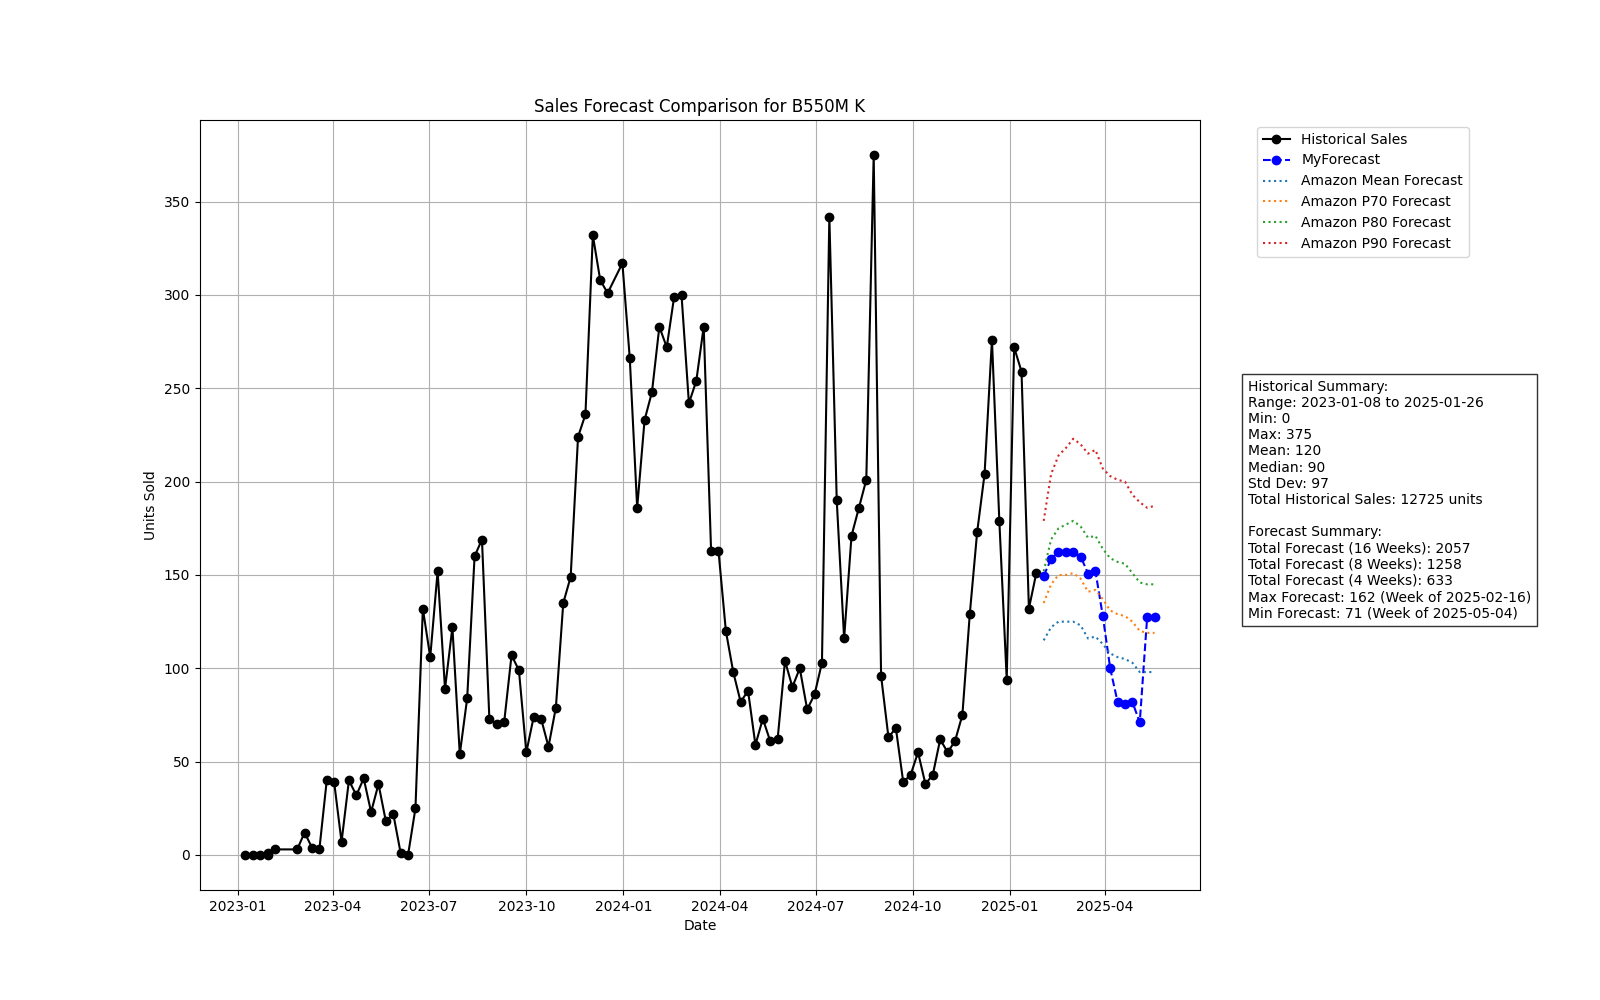 Sales Forecast Comparison for B550M K
Historical Sales
MyForecast
Amazon Mean Forecast
Amazon P70 Forecast
Amazon P80 Forecast
Amazon P90 Forecast
350
300
250
200
150
100
50
0
Units Sold
2023-01
2023-04
2023-07
2023-10
2024-01
2024-04
2024-07
2024-10
2025-01
2025-04
Date
Historical Summary:
Range: 2023-01-08 to 2025-01-26
Min: 0
Max: 375
Mean: 120
Median: 90
Std Dev: 97
Total Historical Sales: 12725 units
Forecast Summary:
Total Forecast (16 Weeks): 2057
Total Forecast (8 Weeks): 1258
Total Forecast (4 Weeks): 633
Max Forecast: 162 (Week of 2025-02-16)
Min Forecast: 71 (Week of 2025-05-04)